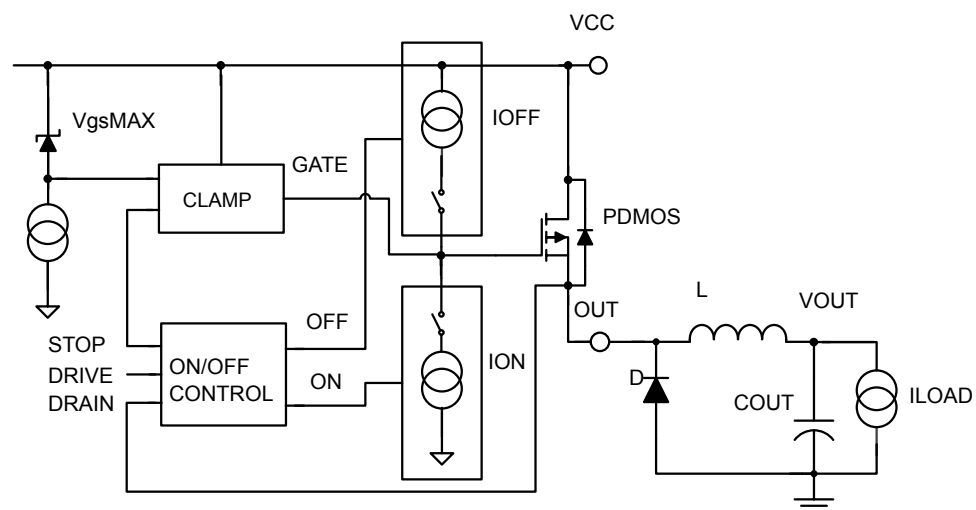 VCC
VgsMAX
IOFF
GATE
CLAMP
PDMOS
L
VOUT
OUT
OFF
STOP
DRIVE
DRAIN
ON/OFF
CONTROL
ON
ION
D
COUT
ILOAD